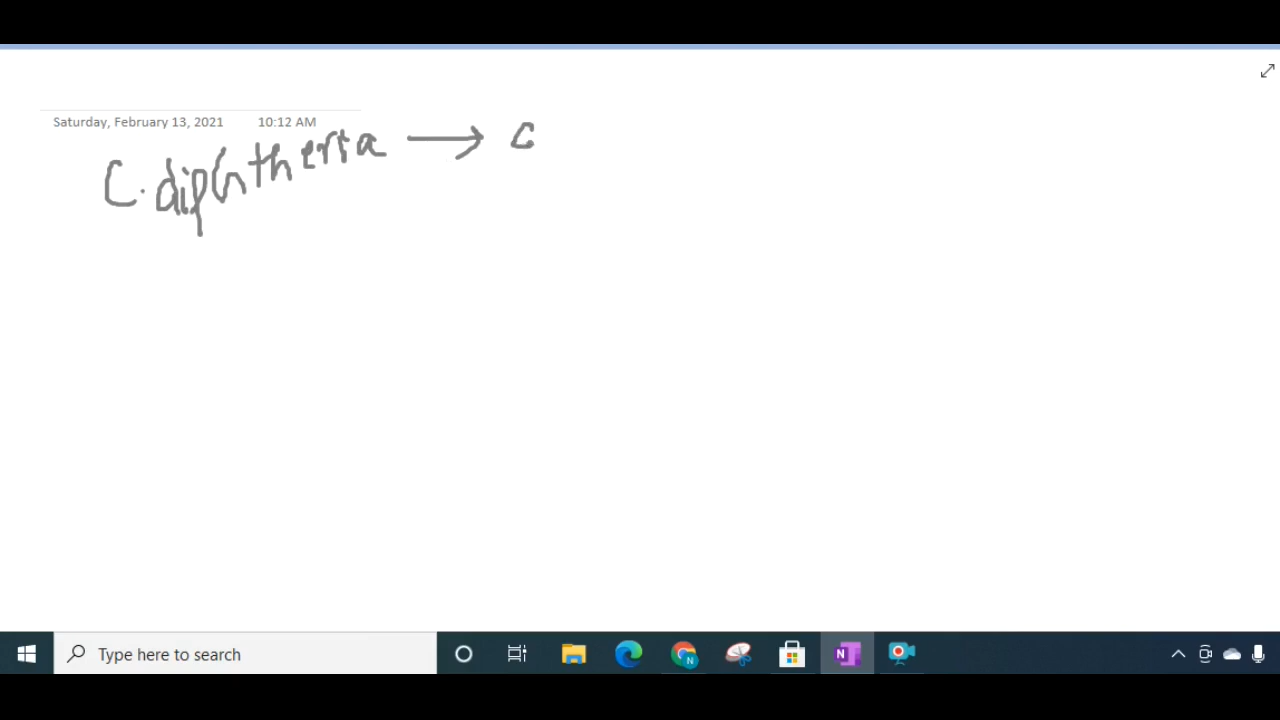 Saturday, February 13, 2021 10:12 AM
C. diphtheria → c
Type here to search
N
N